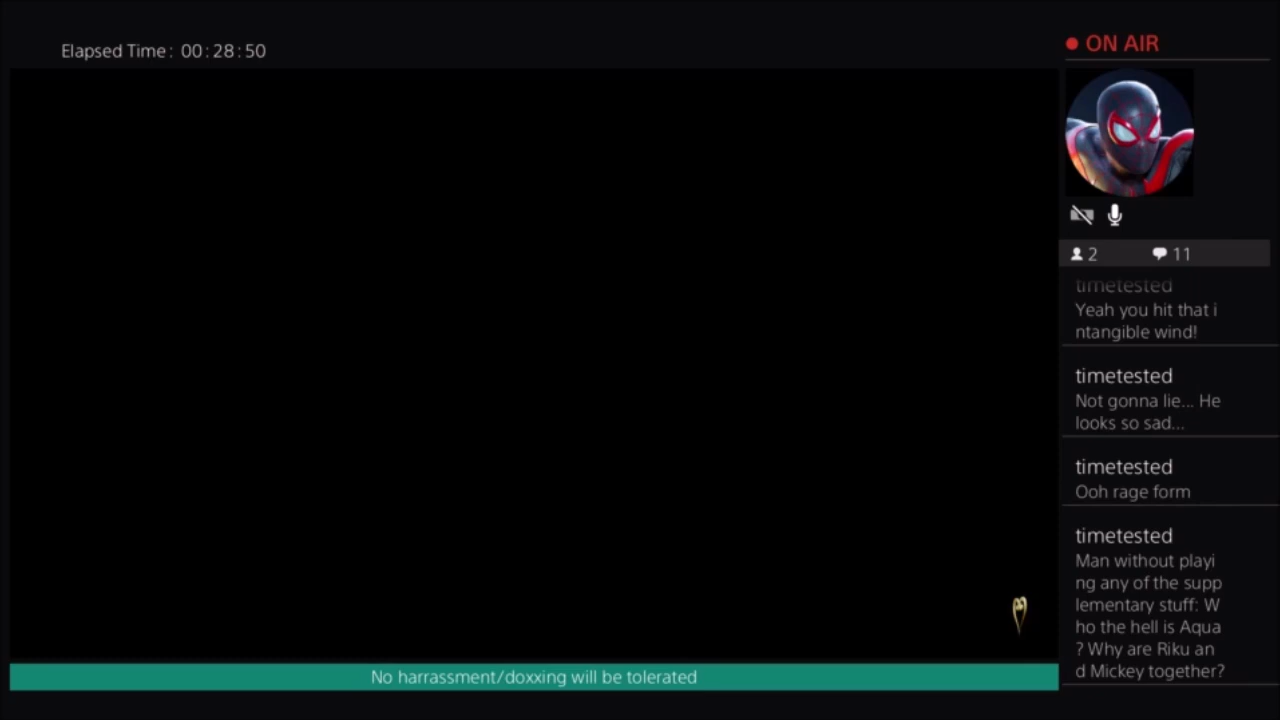 Elapsed Time: 00:28:50
ON AIR
2 11
timetested
Yeah you hit that i
ntangible wind!
timetested
Not gonna lie... He
looks so sad...
timetested
Ooh rage form
timetested
Man without playi
ng any of the supp
lementary stuff: W
ho the hell is Aqua
? Why are Riku an
d Mickey together?
No harrassment/doxxing will be tolerated